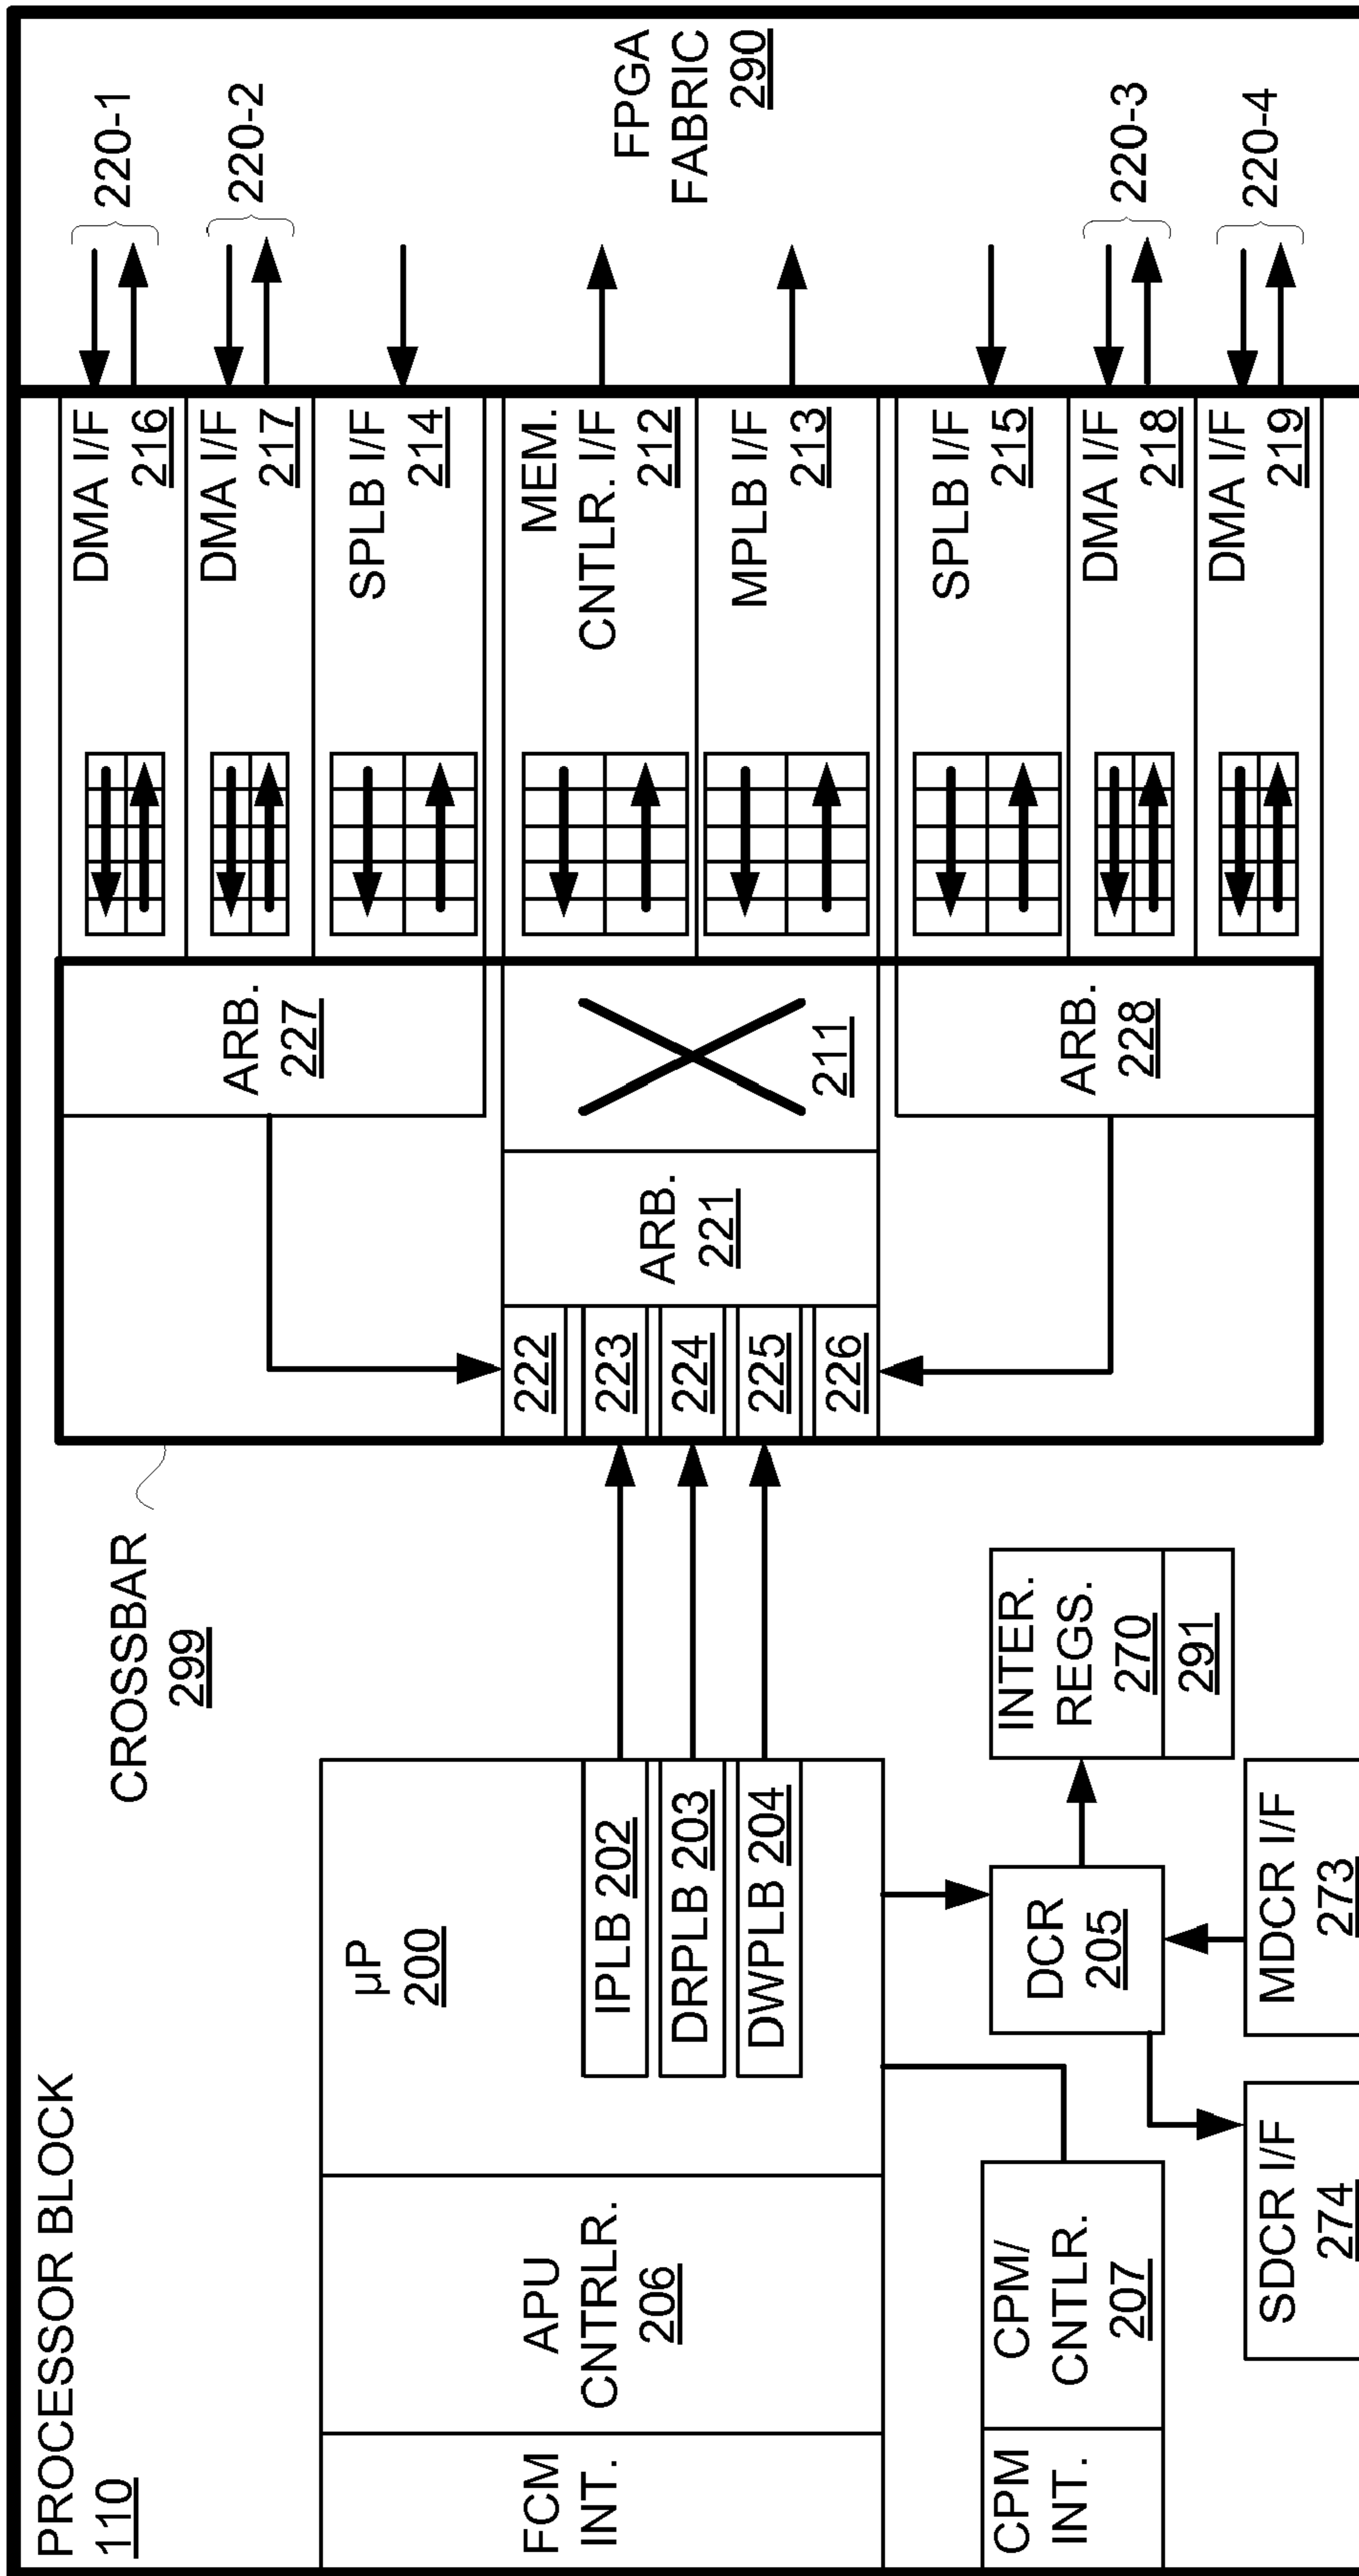 PROCESSOR BLOCK
110
CROSSBAR
299
FCM
INT.
APU
CNTRLR.
206
µP
200
IPLB 202
DRPLB 203
DWPLB 204
CPM
INT.
CPM/
CNTLR.
207
DCR
205
INTER.
REGS.
270
291
SDCR I/F
274
MDCR I/F
273
222
223
224
225
226
ARB.
221
211
ARB.
227
ARB.
228
DMA I/F
216
DMA I/F
217
SPLB I/F
214
MEM.
CNTLR. I/F
212
MPLB I/F
213
SPLB I/F
215
DMA I/F
218
DMA I/F
219
220-1
220-2
FPGA
FABRIC
290
220-3
220-4